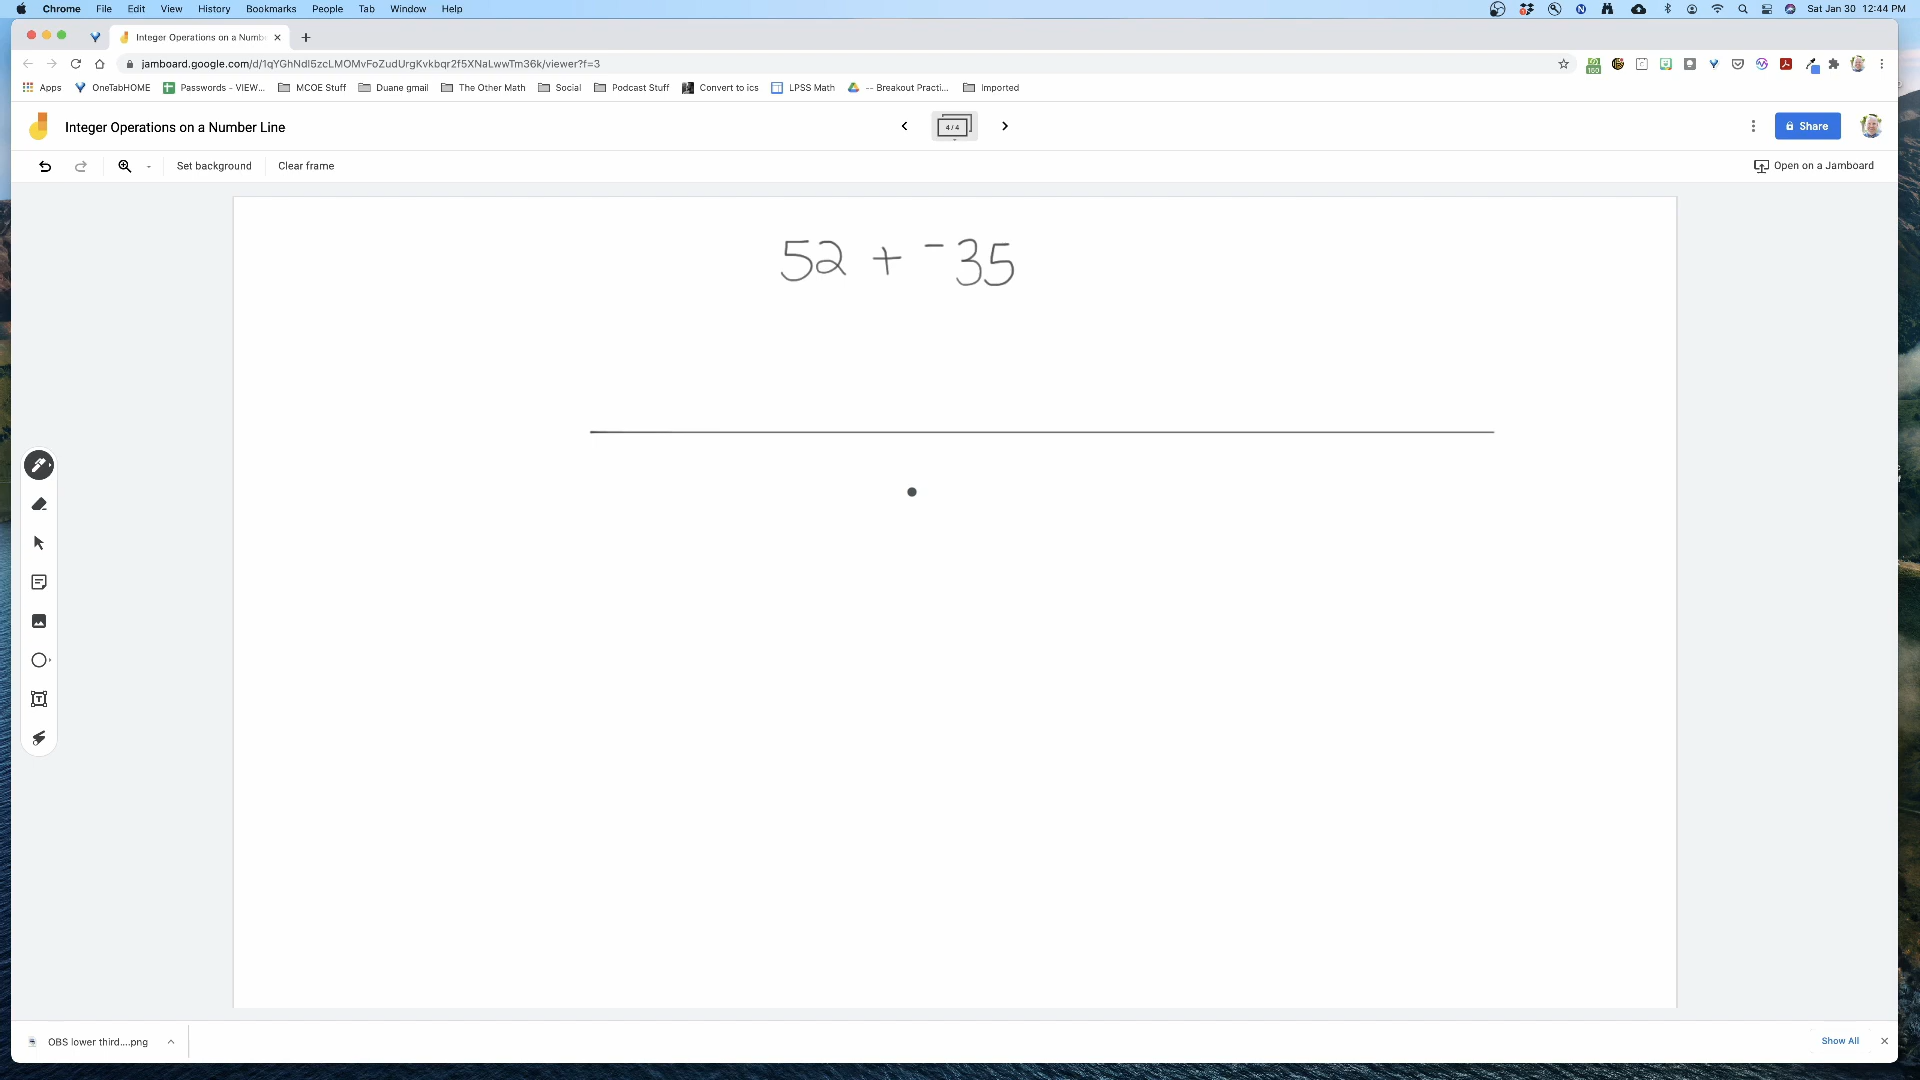 Chrome File Edit View History Bookmarks People Tab Window Help Sat Jan 30 12:44 PM
Integer Operations on a Numb
jamboard.google.com/d/1qYGhNdI5zcLMOMvFoZudUrgKvkbqr2f5XNaLwwTm36k/viewer?f=3
Apps OneTabHOME Passwords - VIEW... MCOE Stuff Duane gmail The Other Math Social Podcast Stuff Convert to ics LPSS Math -- Breakout Practi... Imported
Integer Operations on a Number Line 4 / 4 Share
Set background Clear frame Open on a Jamboard
52 + ⁻35
OBS lower third....png Show All